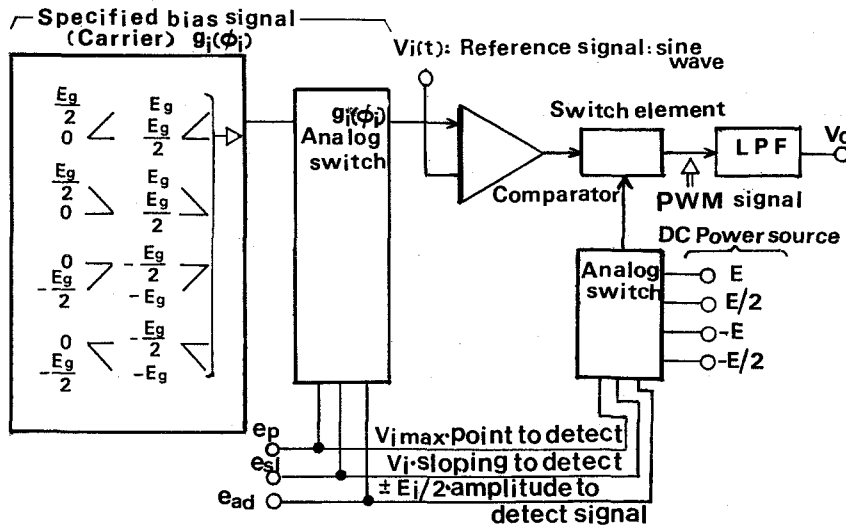 Specified bias signal
(Carrier) gi(ϕi)
Eg/2
0
Eg
Eg/2
Eg/2
0
Eg
Eg/2
0
-Eg/2
-Eg/2
-Eg
0
-Eg/2
-Eg/2
-Eg
gi(ϕi)
Analog
switch
Vi(t): Reference signal: sine
wave
Comparator
Switch element
LPF
Vo
PWM signal
DC Power source
Analog
switch
E
E/2
-E
-E/2
ep
Vimax·point to detect
esl
Vi·sloping to detect
ead
± Ei/2·amplitude to
detect signal